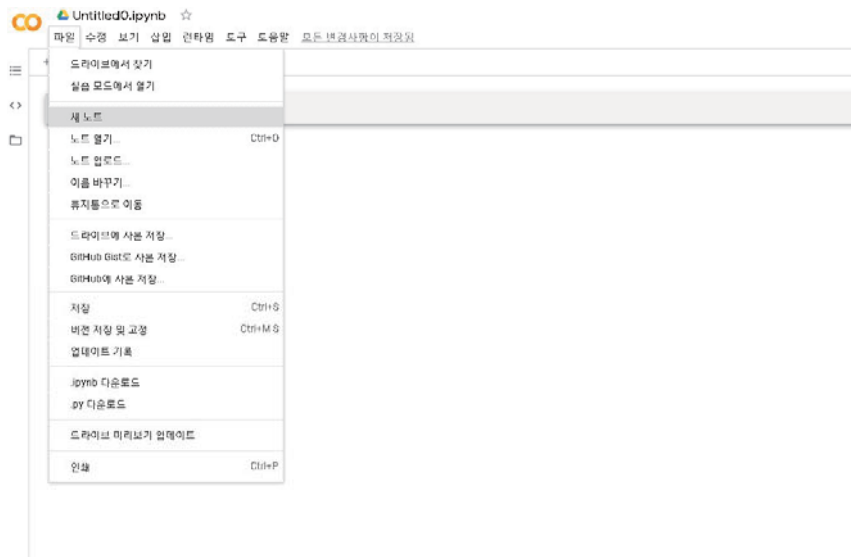 Untitled0.ipynb
파일 수정 보기 삽입 런타임 도구 도움말 모든 변경사항이 저장됨
드라이브에서 찾기
실습 모드에서 열기
새 노트
노트 열기... Ctrl+O
노트 업로드...
이름 바꾸기...
휴지통으로 이동
드라이브에 사본 저장...
GitHub Gist로 사본 저장...
GitHub에 사본 저장...
저장 Ctrl+S
버전 저장 및 고정 Ctrl+M S
업데이트 기록
.ipynb 다운로드
.py 다운로드
드라이브 미리보기 업데이트
인쇄 Ctrl+P